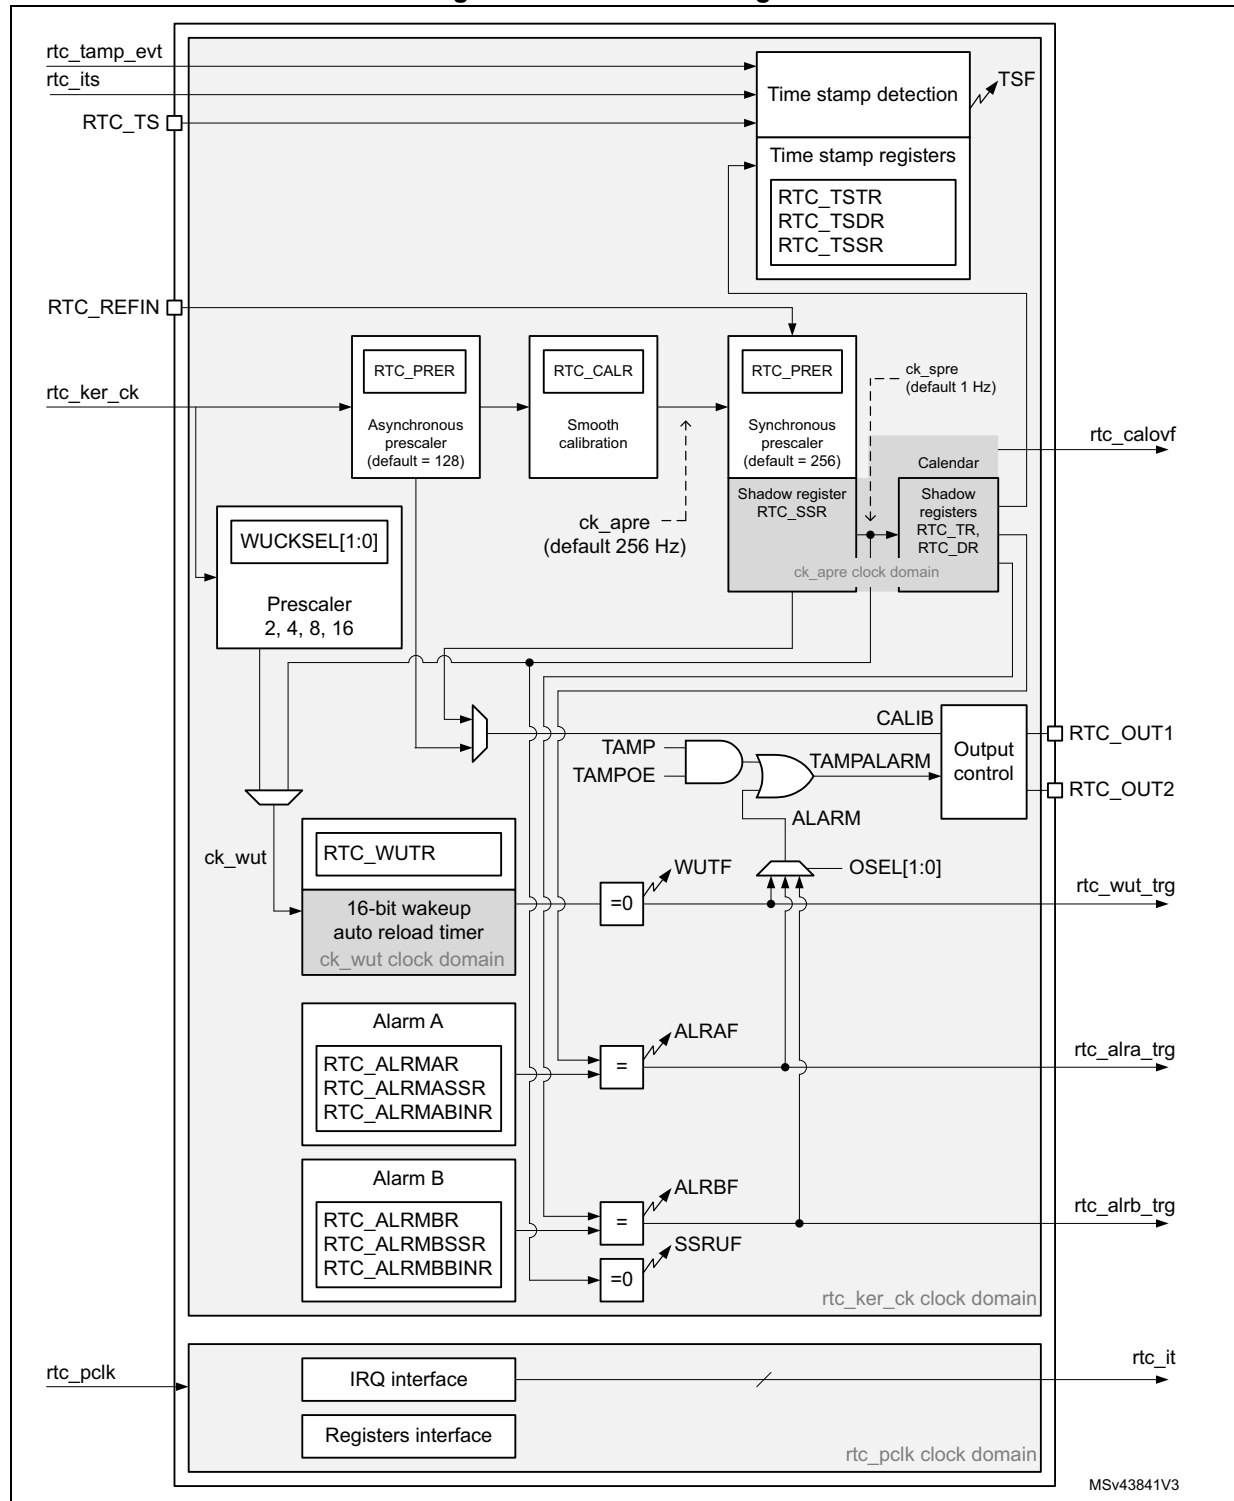 rtc_tamp_evt
rtc_its
RTC_TS
Time stamp detection
TSF
Time stamp registers
RTC_TSTR
RTC_TSDR
RTC_TSSR
RTC_REFIN
rtc_ker_ck
RTC_PRER
Asynchronous
prescaler
(default = 128)
RTC_CALR
Smooth
calibration
RTC_PRER
Synchronous
prescaler
(default = 256)
ck_spre
(default 1 Hz)
rtc_calovf
Calendar
Shadow register
RTC_SSR
Shadow
registers
RTC_TR,
RTC_DR
ck_apre clock domain
ck_apre
(default 256 Hz)
WUCKSEL[1:0]
Prescaler
2, 4, 8, 16
CALIB
TAMP
TAMPOE
TAMPALARM
Output
control
RTC_OUT1
RTC_OUT2
ALARM
OSEL[1:0]
ck_wut
RTC_WUTR
16-bit wakeup
auto reload timer
ck_wut clock domain
=0
WUTF
rtc_wut_trg
Alarm A
RTC_ALRMAR
RTC_ALRMASSR
RTC_ALRMABINR
=
ALRAF
rtc_alra_trg
Alarm B
RTC_ALRMBR
RTC_ALRMBSSR
RTC_ALRMBBINR
=
ALRBF
rtc_alrb_trg
=0
SSRUF
rtc_ker_ck clock domain
rtc_pclk
IRQ interface
rtc_it
Registers interface
rtc_pclk clock domain
MSv43841V3